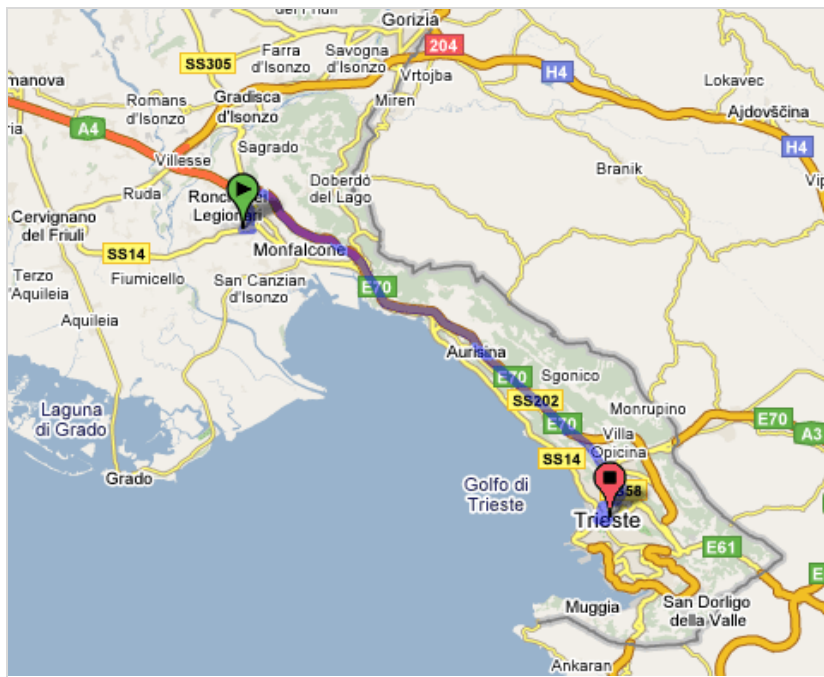 Gorizia
204
Farra
d'Isonzo
Savogna
d'Isonzo
SS305
Vrtojba
H4
Lokavec
manova
Romans
d'Isonzo
Gradisca
d'Isonzo
Miren
Ajdovščina
A4
Sagrado
H4
Villesse
Branik
Ruda
Doberdò
del Lago
Legionari
Cervignano
del Friuli
SS14
Monfalcone
Fiumicello
San Canzian
d'Isonzo
E70
Terzo
d'Aquileia
Aquileia
Aurisina
E70
Sgonico
SS202
Laguna
di Grado
Monrupino
E70
E70
A3
Villa
Opicina
SS14
Grado
Golfo di
Trieste
Trieste
E61
Muggia
San Dorligo
della Valle
Ankaran